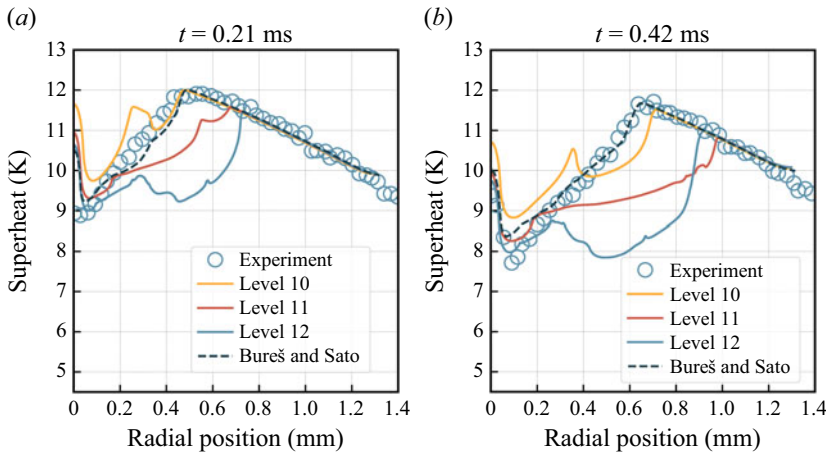 (a)
t = 0.21 ms
13
12
11
10
9
8
7
6
5
Superheat (K)
Experiment
Level 10
Level 11
Level 12
Bureš and Sato
0 0.2 0.4 0.6 0.8 1.0 1.2 1.4
Radial position (mm)
(b)
t = 0.42 ms
13
12
11
10
9
8
7
6
5
Superheat (K)
Experiment
Level 10
Level 11
Level 12
Bureš and Sato
0 0.2 0.4 0.6 0.8 1.0 1.2 1.4
Radial position (mm)